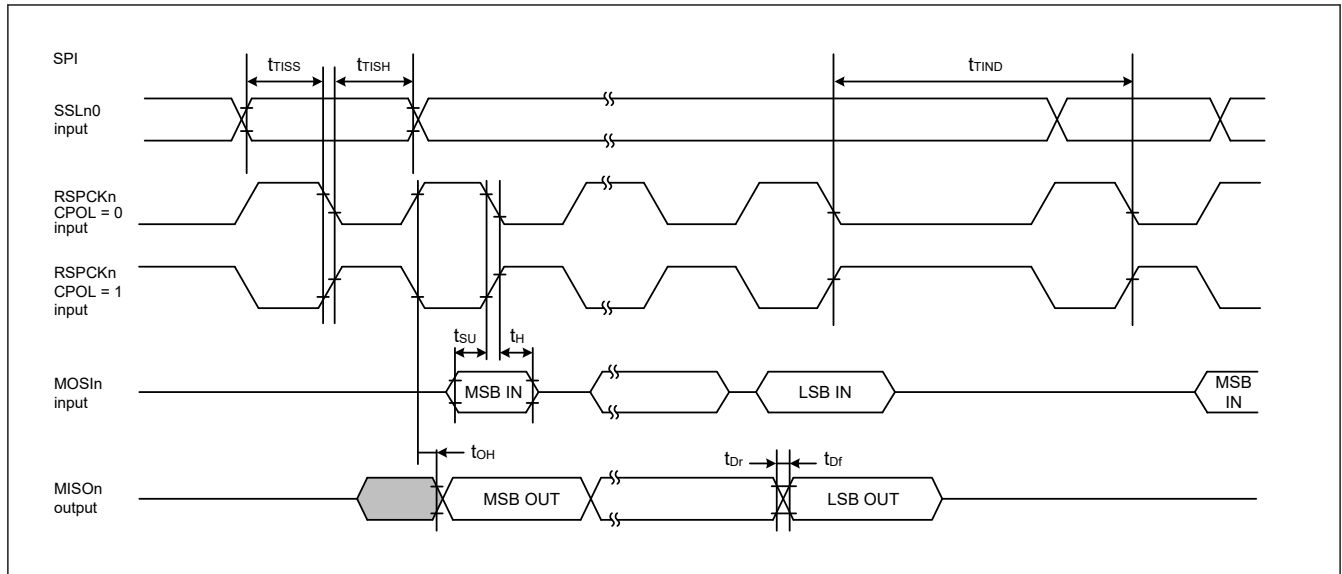 SPI
tTISS
tTISH
tTIND
SSLn0
input
RSPCKn
CPOL = 0
input
RSPCKn
CPOL = 1
input
tSU
tH
MOSIn
input
MSB IN
LSB IN
MSB
IN
tOH
tDr
tDf
MISOn
output
MSB OUT
LSB OUT